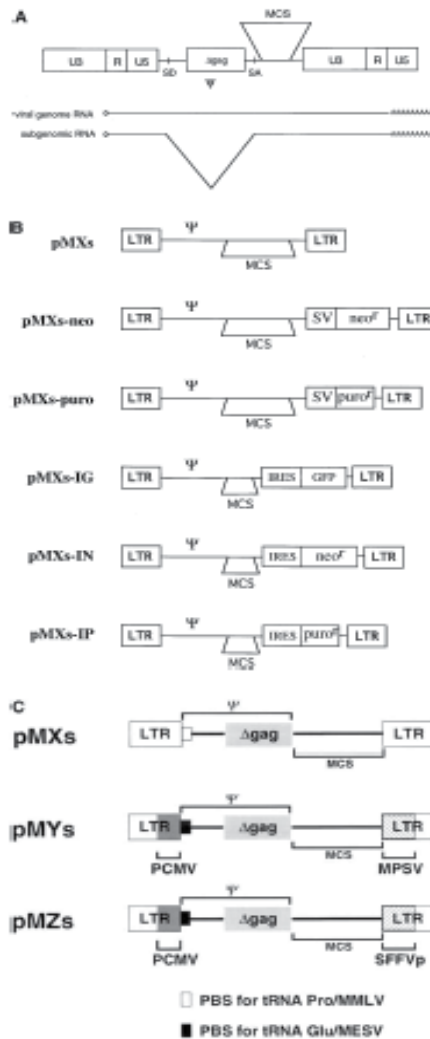 .A
MCS
U3 R U5 Δgag U3 R U5
SD SA
Ψ
viral genome RNA
subgenomic RNA
B
pMXs LTR Ψ LTR
MCS
pMXs-neo LTR Ψ SV neoʳ LTR
MCS
pMXs-puro LTR Ψ SV puroʳ LTR
MCS
pMXs-IG LTR Ψ IRES GFP LTR
MCS
pMXs-IN LTR Ψ IRES neoʳ LTR
MCS
pMXs-IP LTR Ψ IRES puroʳ LTR
MCS
C
pMXs LTR Ψ Δgag LTR
MCS
pMYs LTR Ψ Δgag LTR
MCS
PCMV MPSV
pMZs LTR Ψ Δgag LTR
MCS
PCMV SFFVp
PBS for tRNA Pro/MMLV
PBS for tRNA Glu/MESV